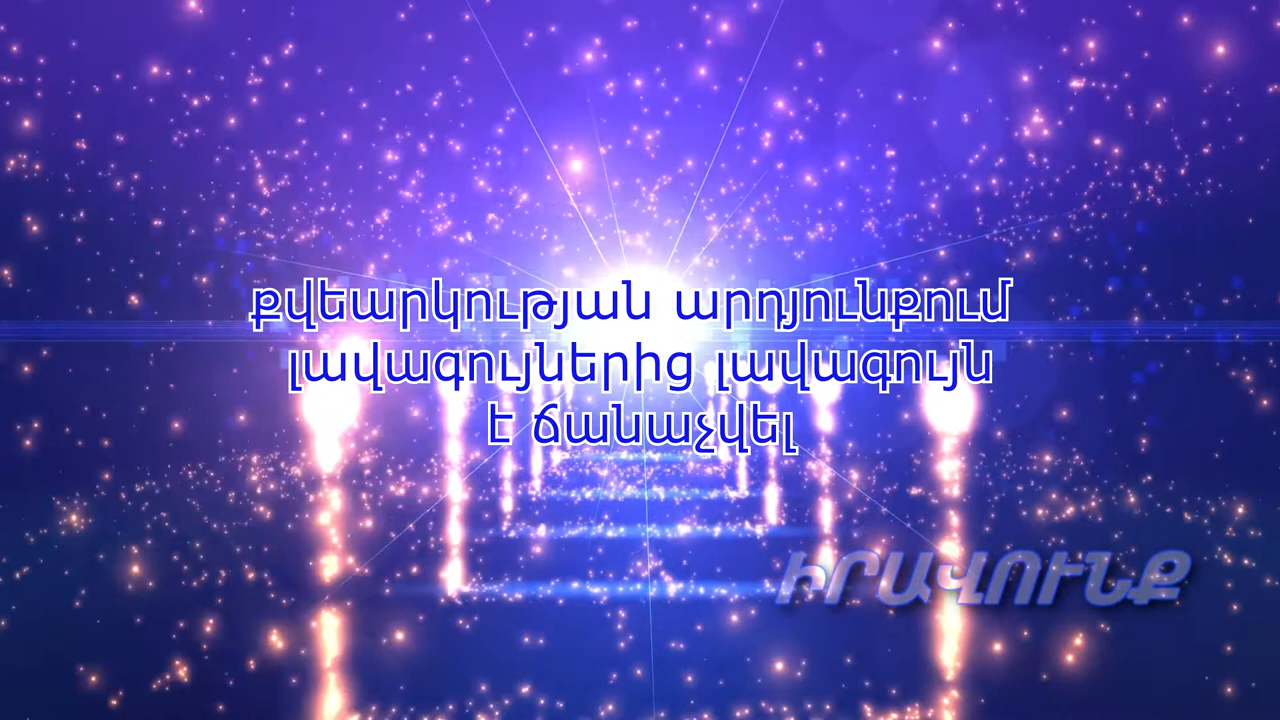 քվեարկության արդյունքում
լավագույներից լավագույն
է ճանաչվել
ԻՐԱՎՈՒՆՔ